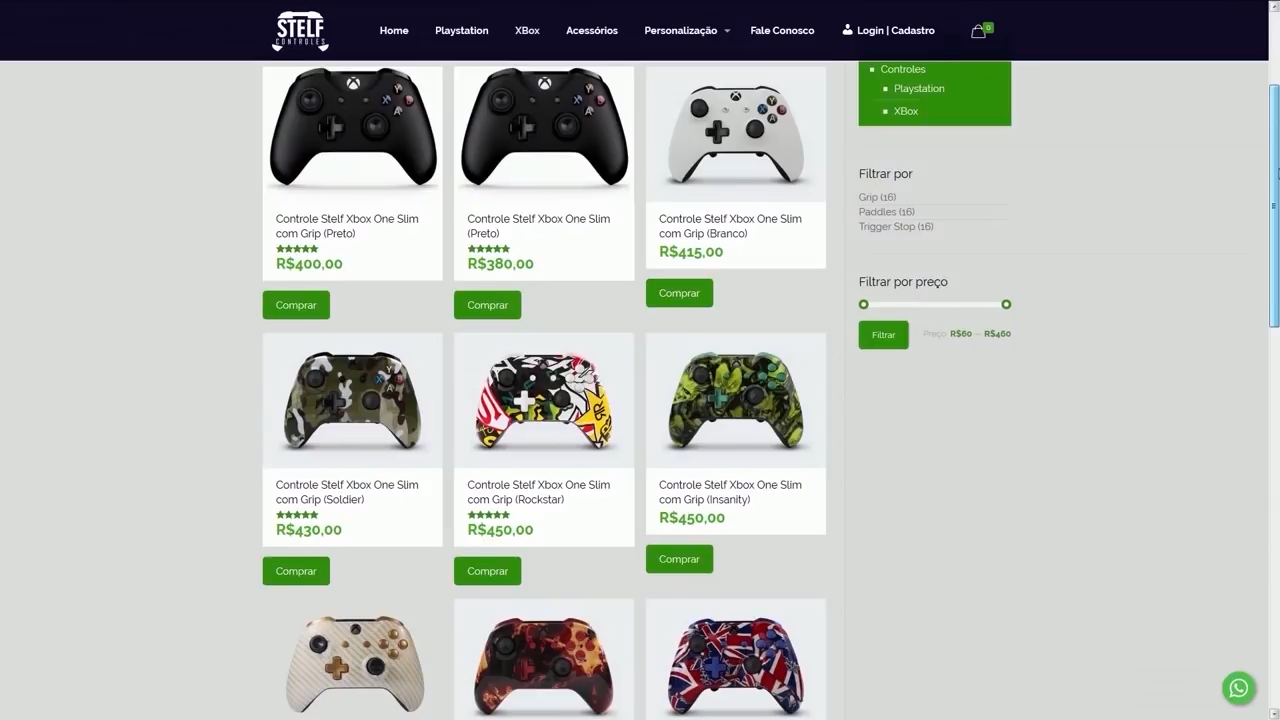 STELF
CONTROLES
Home
Playstation
XBox
Acessórios
Personalização
Fale Conosco
Login | Cadastro
0
Controle Stelf Xbox One Slim
com Grip (Preto)
R$400,00
Comprar
Controle Stelf Xbox One Slim
(Preto)
R$380,00
Comprar
Controle Stelf Xbox One Slim
com Grip (Branco)
R$415,00
Comprar
Controle Stelf Xbox One Slim
com Grip (Soldier)
R$430,00
Comprar
Controle Stelf Xbox One Slim
com Grip (Rockstar)
R$450,00
Comprar
Controle Stelf Xbox One Slim
com Grip (Insanity)
R$450,00
Comprar
Controles
Playstation
XBox
Filtrar por
Grip (16)
Paddles (16)
Trigger Stop (16)
Filtrar por preço
Filtrar
Preço: R$60 — R$460